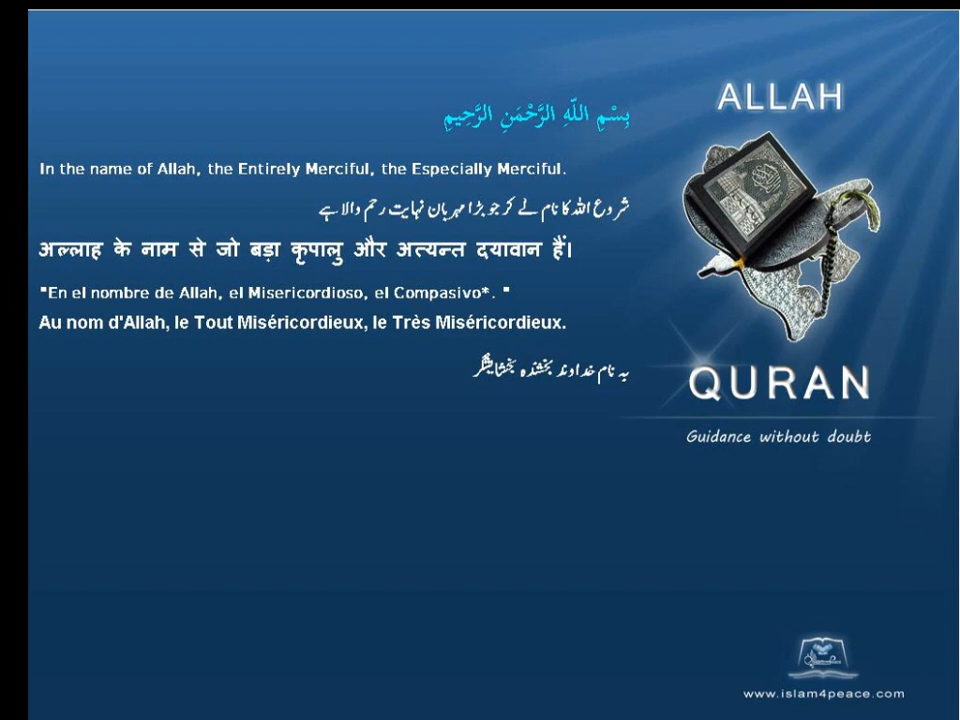 بِسْمِ اللَّهِ الرَّحْمَنِ الرَّحِيمِ
In the name of Allah, the Entirely Merciful, the Especially Merciful.
شروع اللہ کا نام لے کر جو بڑا مہربان نہایت رحم والا ہے
अल्लाह के नाम से जो बड़ा कृपालु और अत्यन्त दयावान हैं।
"En el nombre de Allah, el Misericordioso, el Compasivo*. "
Au nom d'Allah, le Tout Miséricordieux, le Très Miséricordieux.
به نام خداوند بخشنده بخشایشگر
ALLAH
QURAN
Guidance without doubt
www.islam4peace.com